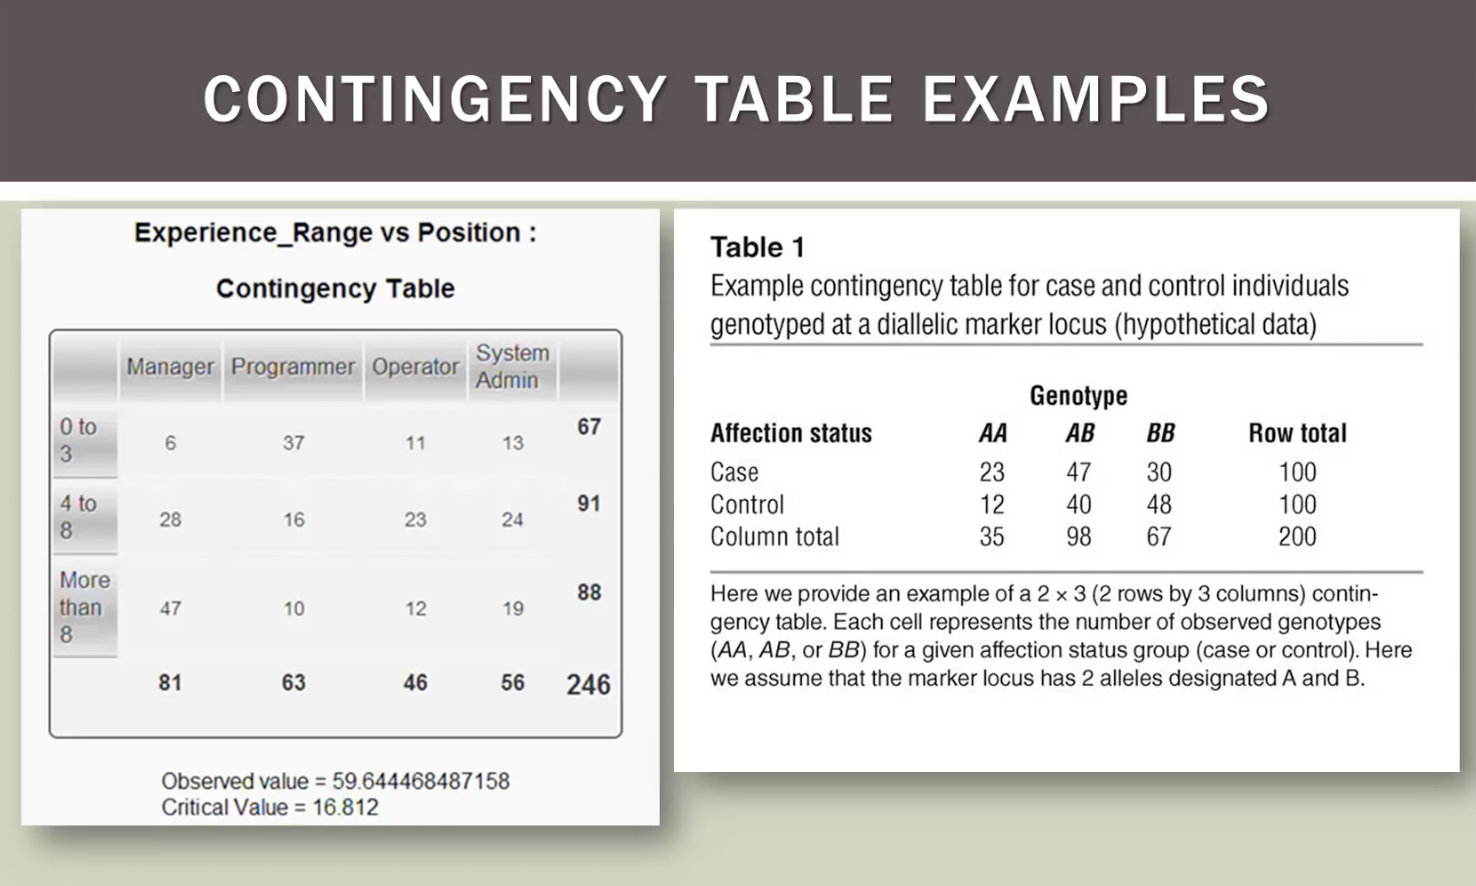 CONTINGENCY TABLE EXAMPLES
Experience_Range vs Position :
Contingency Table
Manager Programmer Operator System Admin
0 to 3 6 37 11 13 67
4 to 8 28 16 23 24 91
More than 8 47 10 12 19 88
81 63 46 56 246
Observed value = 59.644468487158
Critical Value = 16.812
Table 1
Example contingency table for case and control individuals
genotyped at a diallelic marker locus (hypothetical data)
Genotype
Affection status AA AB BB Row total
Case 23 47 30 100
Control 12 40 48 100
Column total 35 98 67 200
Here we provide an example of a 2 × 3 (2 rows by 3 columns) contin-
gency table. Each cell represents the number of observed genotypes
(AA, AB, or BB) for a given affection status group (case or control). Here
we assume that the marker locus has 2 alleles designated A and B.